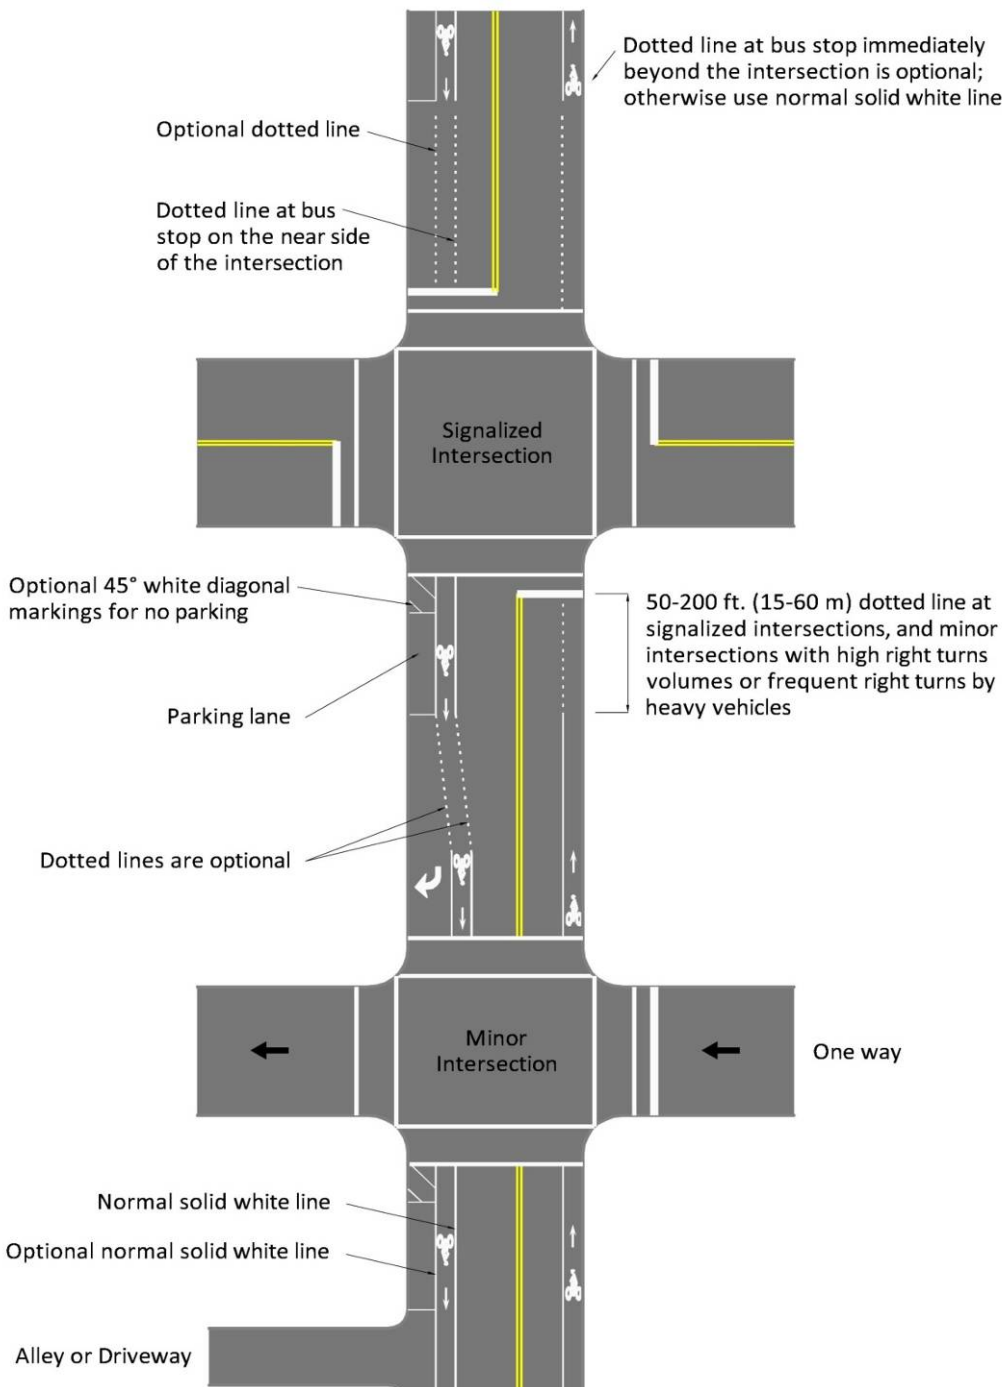 Dotted line at bus stop immediately
beyond the intersection is optional;
otherwise use normal solid white line
Optional dotted line
Dotted line at bus
stop on the near side
of the intersection
Signalized
Intersection
Optional 45° white diagonal
markings for no parking
50-200 ft. (15-60 m) dotted line at
signalized intersections, and minor
intersections with high right turns
volumes or frequent right turns by
heavy vehicles
Parking lane
Dotted lines are optional
Minor
Intersection
One way
Normal solid white line
Optional normal solid white line
Alley or Driveway